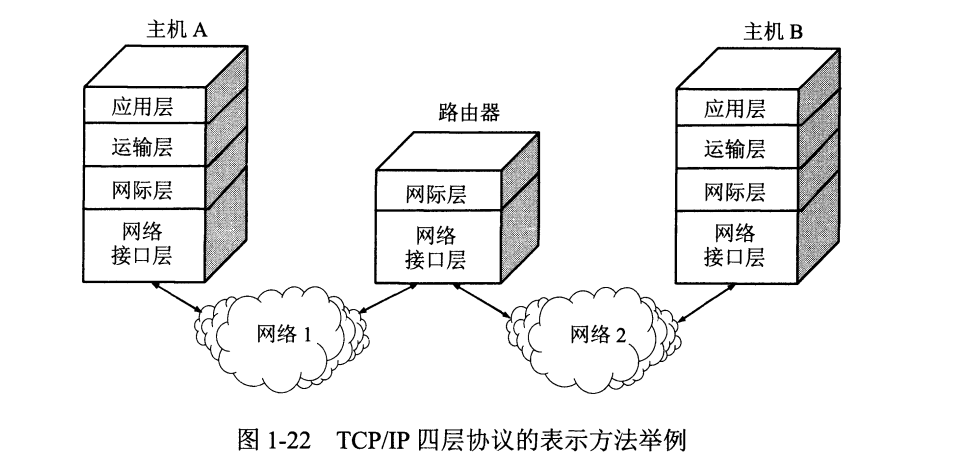 主机 A
应用层
运输层
网际层
网络
接口层
路由器
网际层
网络
接口层
主机 B
应用层
运输层
网际层
网络
接口层
网络 1
网络 2
图 1-22 TCP/IP 四层协议的表示方法举例